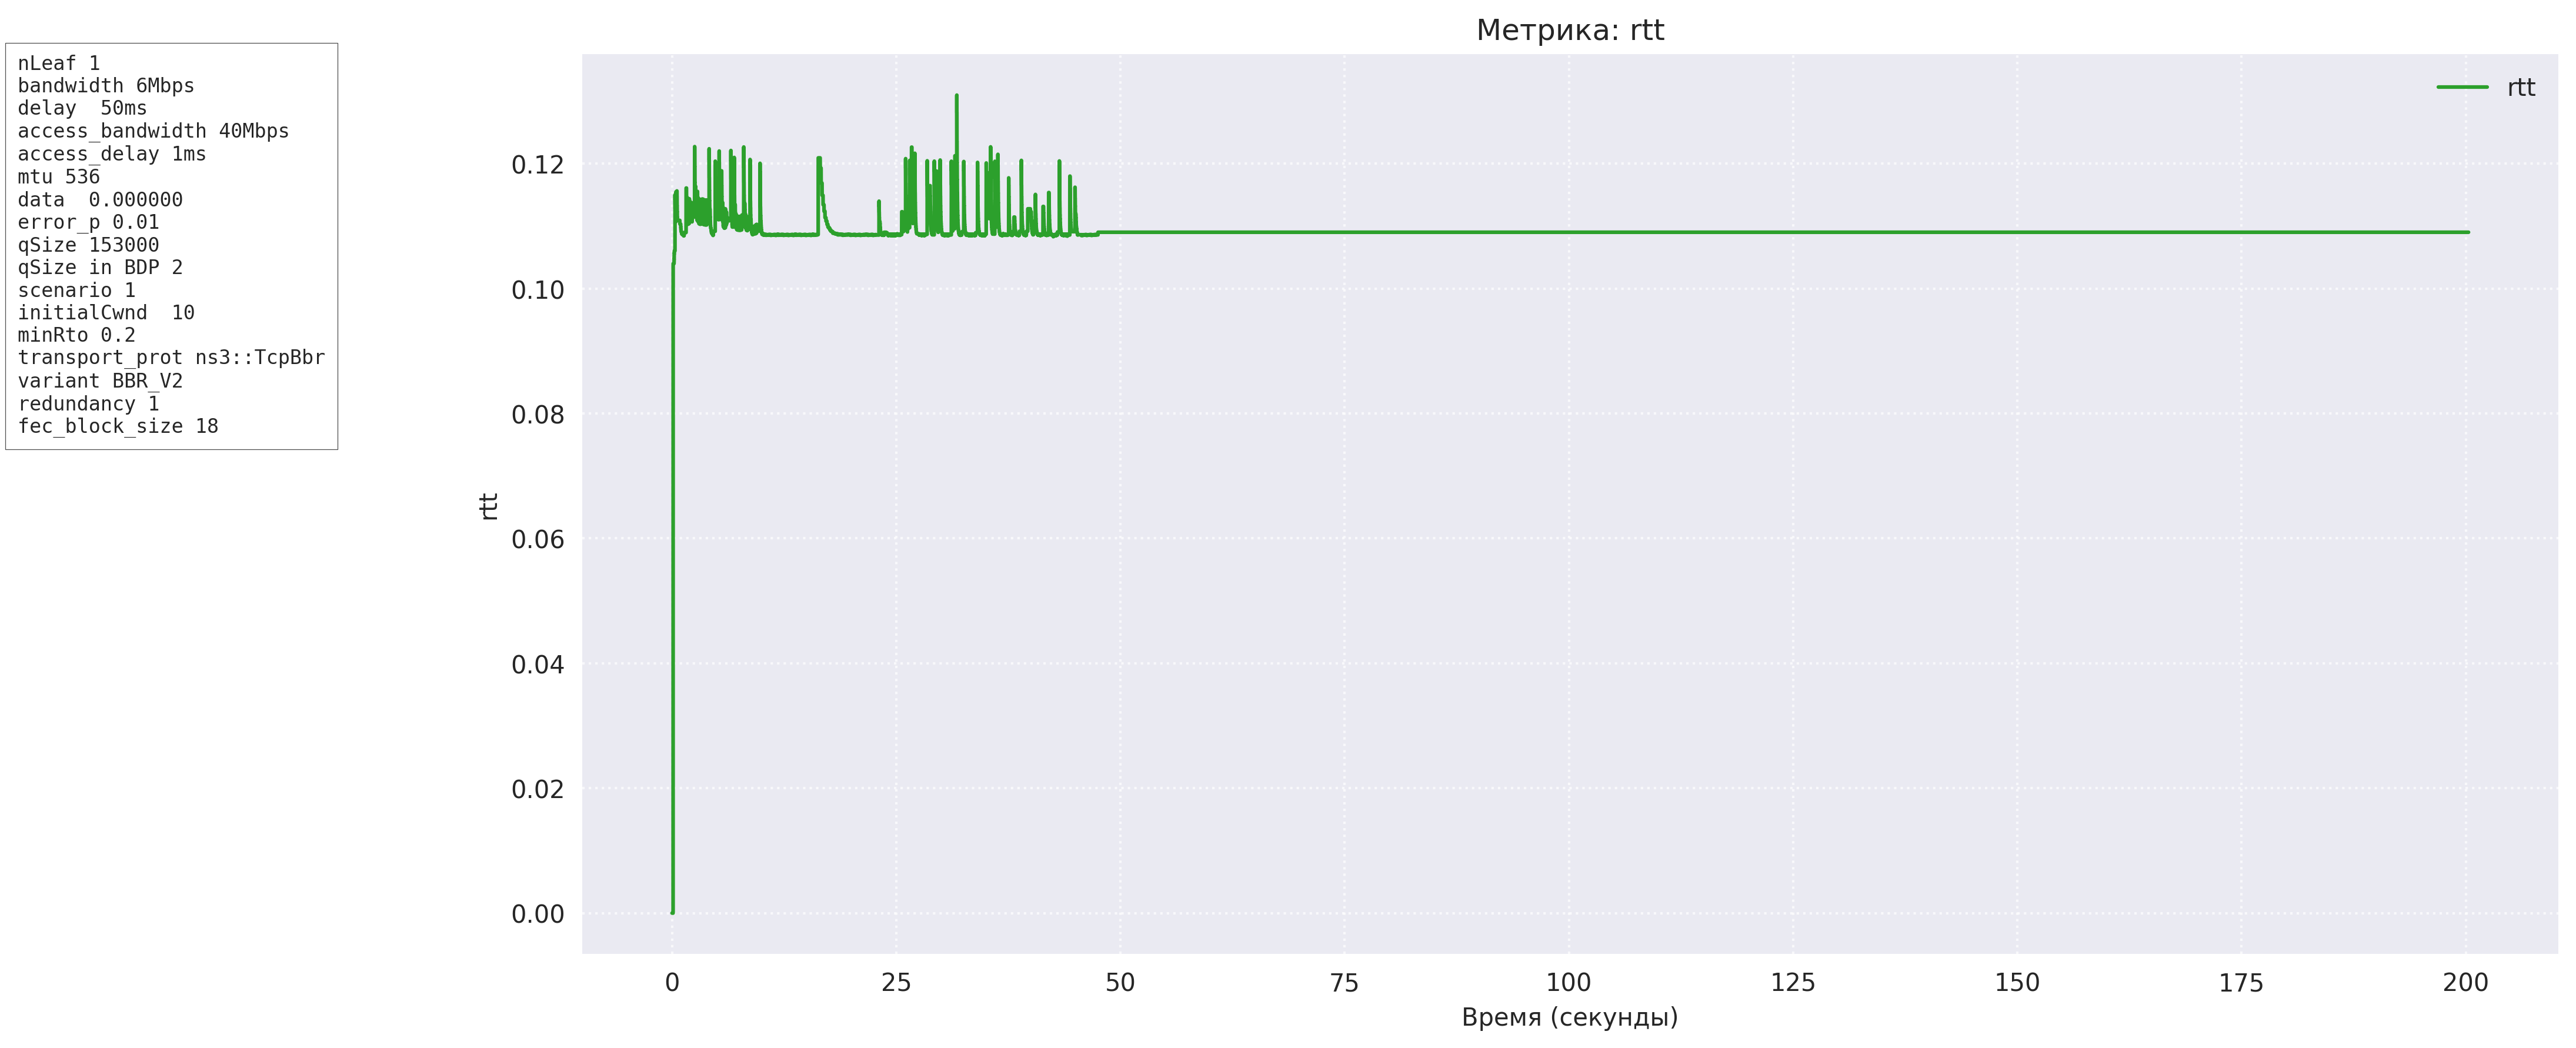 Метрика: rtt
nLeaf 1
bandwidth 6Mbps
delay  50ms
access_bandwidth 40Mbps
access_delay 1ms
mtu 536
data  0.000000
error_p 0.01
qSize 153000
qSize in BDP 2
scenario 1
initialCwnd  10
minRto 0.2
transport_prot ns3::TcpBbr
variant BBR_V2
redundancy 1
fec_block_size 18
rtt
0.12
0.10
0.08
0.06
0.04
0.02
0.00
rtt
0 25 50 75 100 125 150 175 200
Время (секунды)